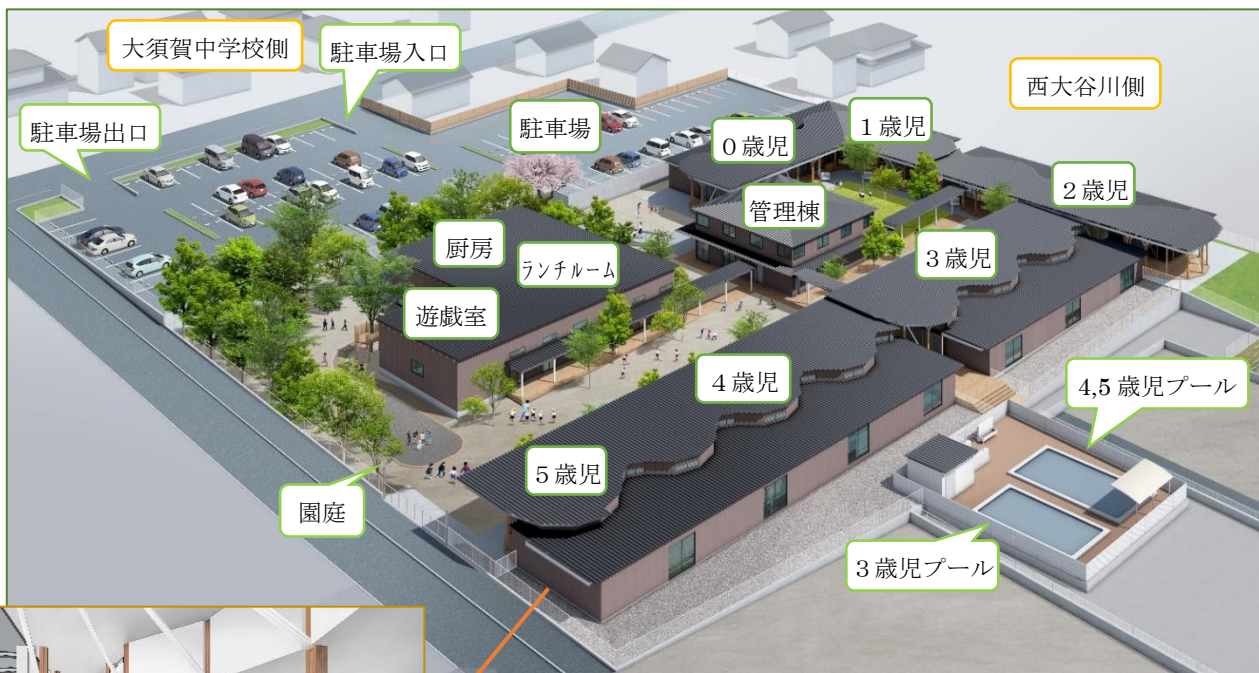 大須賀中学校側
駐車場入口
西大谷川側
駐車場出口
駐車場
０歳児
１歳児
２歳児
管理棟
厨房
ランチルーム
３歳児
遊戯室
４歳児
4,5歳児プール
５歳児
園庭
３歳児プール